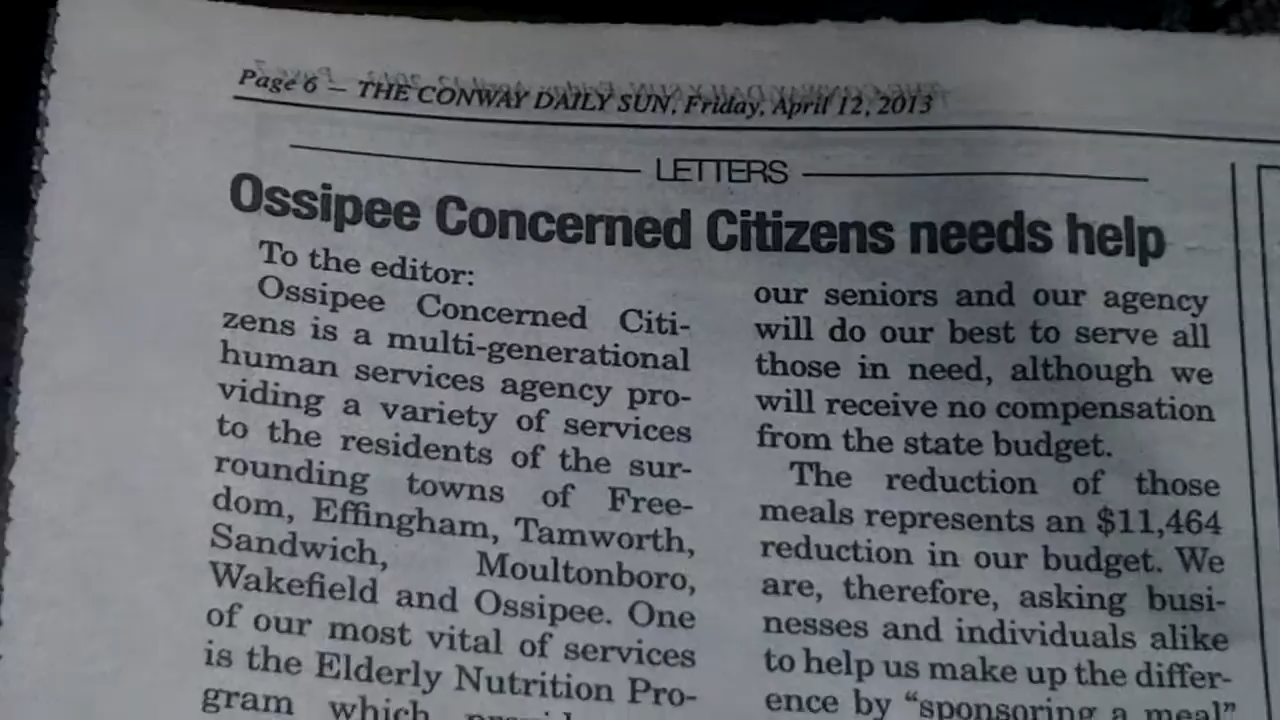 Page 6 — THE CONWAY DAILY SUN, Friday, April 12, 2013
LETTERS
Ossipee Concerned Citizens needs help
To the editor:
Ossipee Concerned Citi-
zens is a multi-generational
human services agency pro-
viding a variety of services
to the residents of the sur-
rounding towns of Free-
dom, Effingham, Tamworth,
Sandwich, Moultonboro,
Wakefield and Ossipee. One
of our most vital of services
is the Elderly Nutrition Pro-
gram which
our seniors and our agency
will do our best to serve all
those in need, although we
will receive no compensation
from the state budget.
The reduction of those
meals represents an $11,464
reduction in our budget. We
are, therefore, asking busi-
nesses and individuals alike
to help us make up the differ-
ence by “sponsoring a meal”